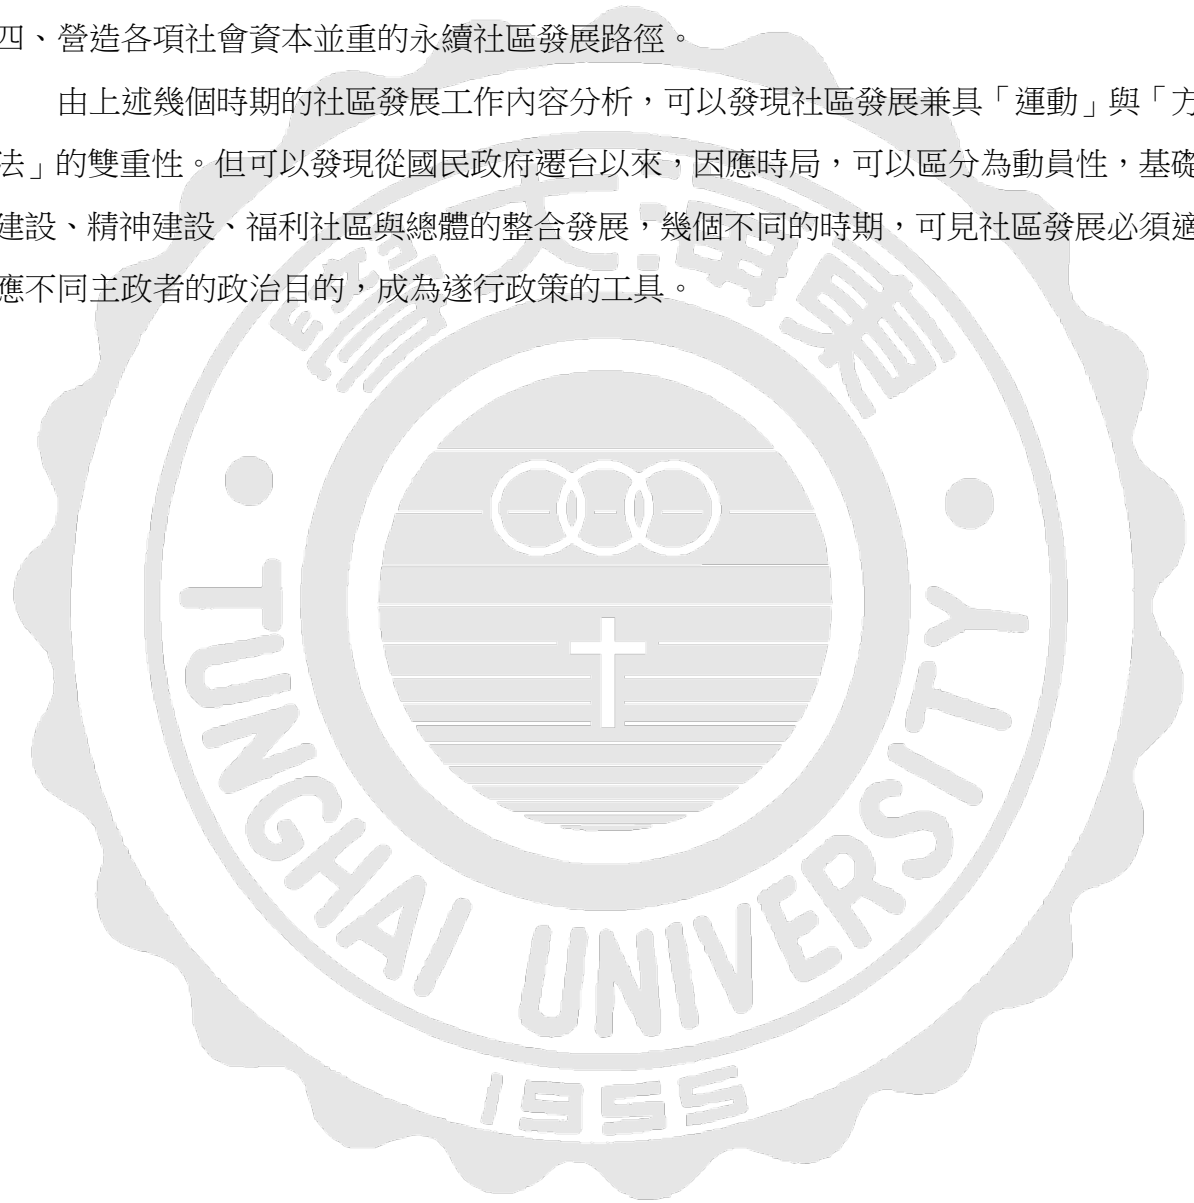 四、營造各項社會資本並重的永續社區發展路徑。
由上述幾個時期的社區發展工作內容分析，可以發現社區發展兼具「運動」與「方
法」的雙重性。但可以發現從國民政府遷台以來，因應時局，可以區分為動員性，基礎
建設、精神建設、福利社區與總體的整合發展，幾個不同的時期，可見社區發展必須適
應不同主政者的政治目的，成為遂行政策的工具。
學大海東
TUNGHAI UNIVERSITY
1955